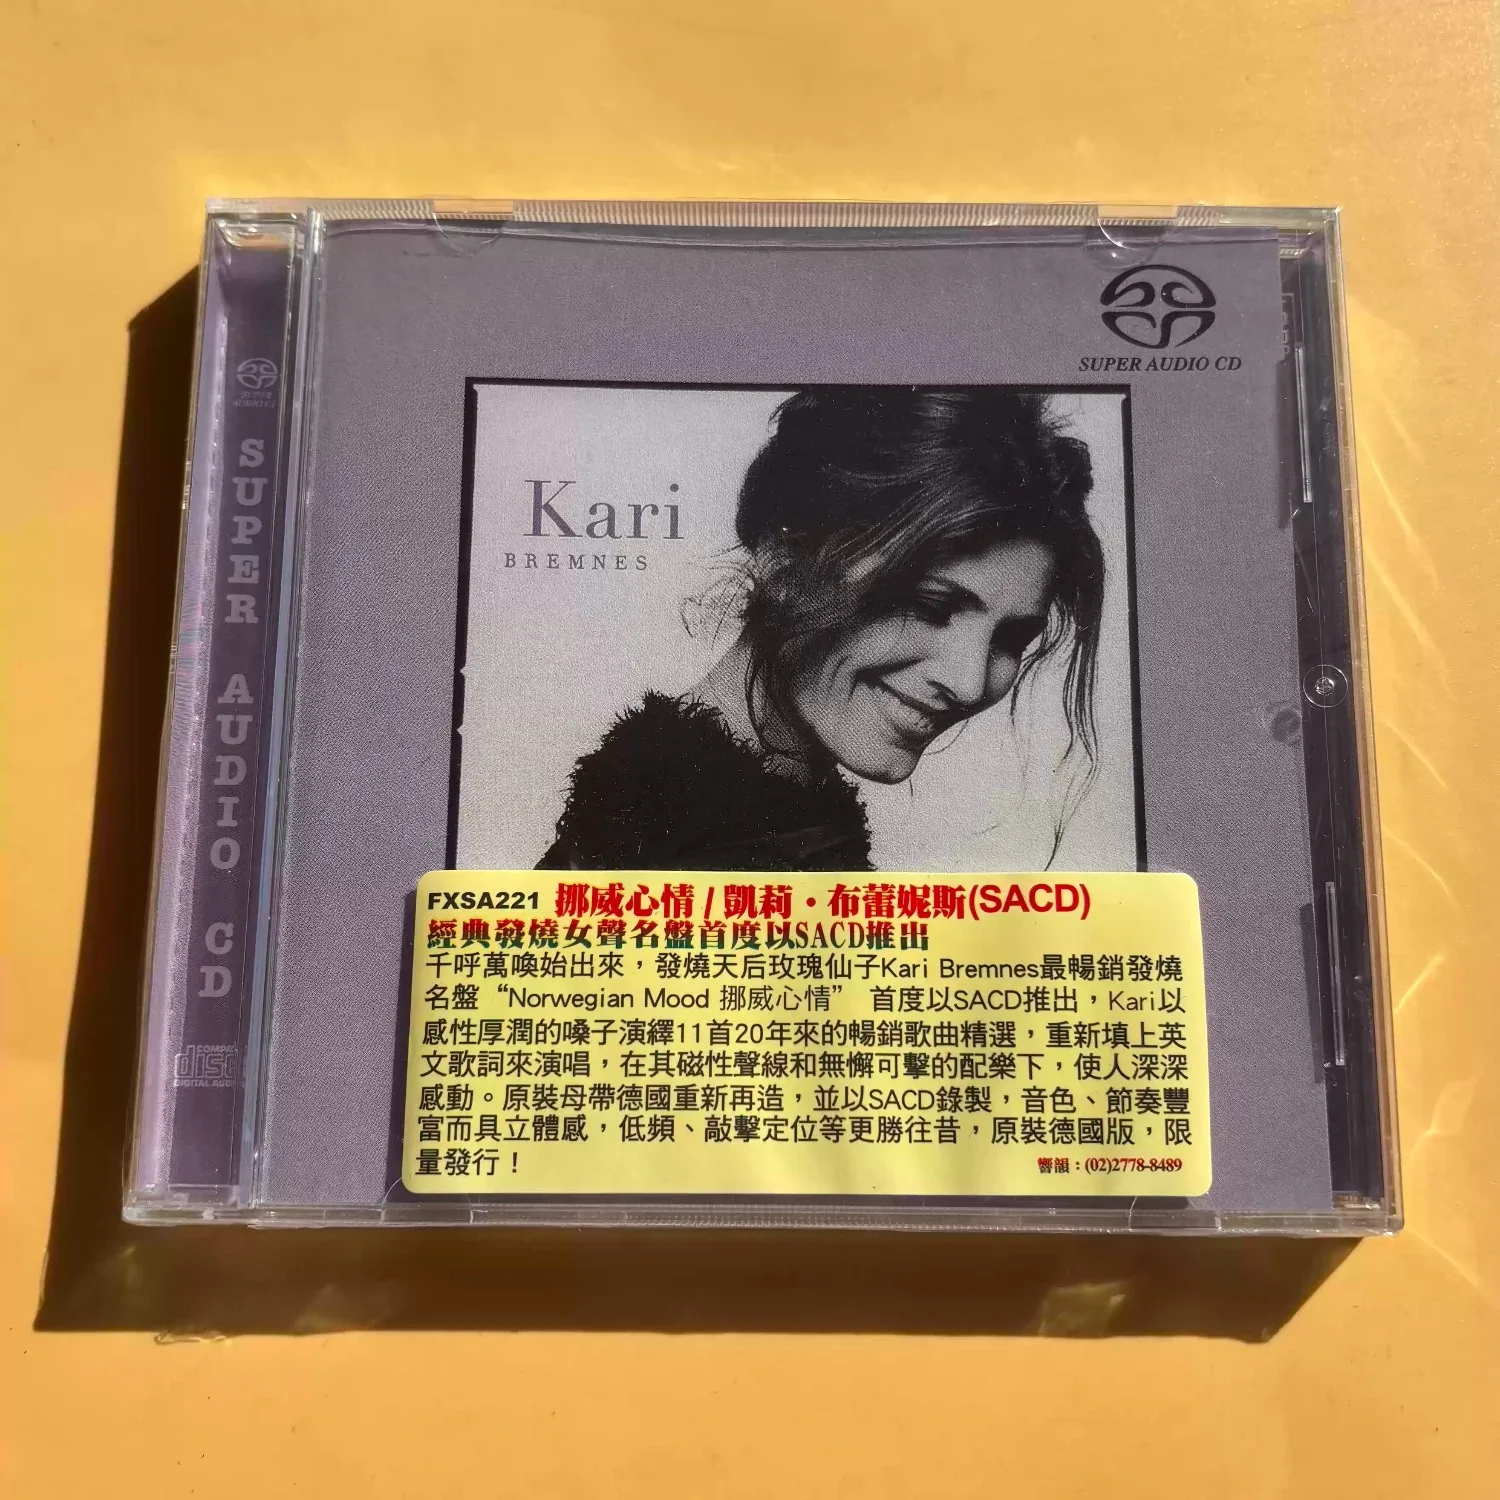 SUPER AUDIO CD
Kari
BREMNES
SUPER AUDIO CD
SUPER AUDIO CD
COMPACT
disc
DIGITAL AUDIO
FXSA221 挪威心情 / 凱莉・布蕾妮斯(SACD)
經典發燒女聲名盤首度以SACD推出
千呼萬喚始出來，發燒天后玫瑰仙子Kari Bremnes最暢銷發燒
名盤“Norwegian Mood 挪威心情” 首度以SACD推出，Kari以
感性厚潤的嗓子演繹11首20年來的暢銷歌曲精選，重新填上英
文歌詞來演唱，在其磁性聲線和無懈可擊的配樂下，使人深深
感動。原裝母帶德國重新再造，並以SACD錄製，音色、節奏豐
富而具立體感，低頻、敲擊定位等更勝往昔，原裝德國版，限
量發行！
響韻：(02)2778-8489